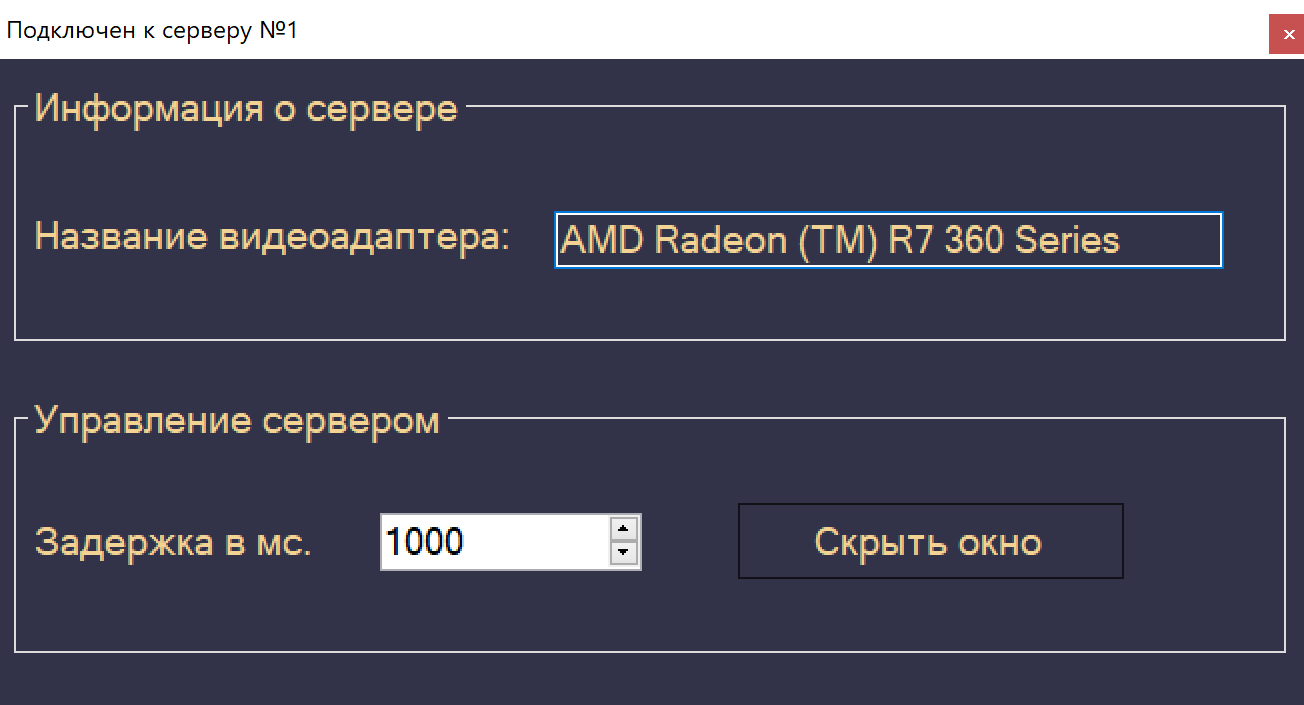 Подключен к серверу №1
Информация о сервере
Название видеоадаптера: AMD Radeon (TM) R7 360 Series
Управление сервером
Задержка в мс. 1000 Скрыть окно